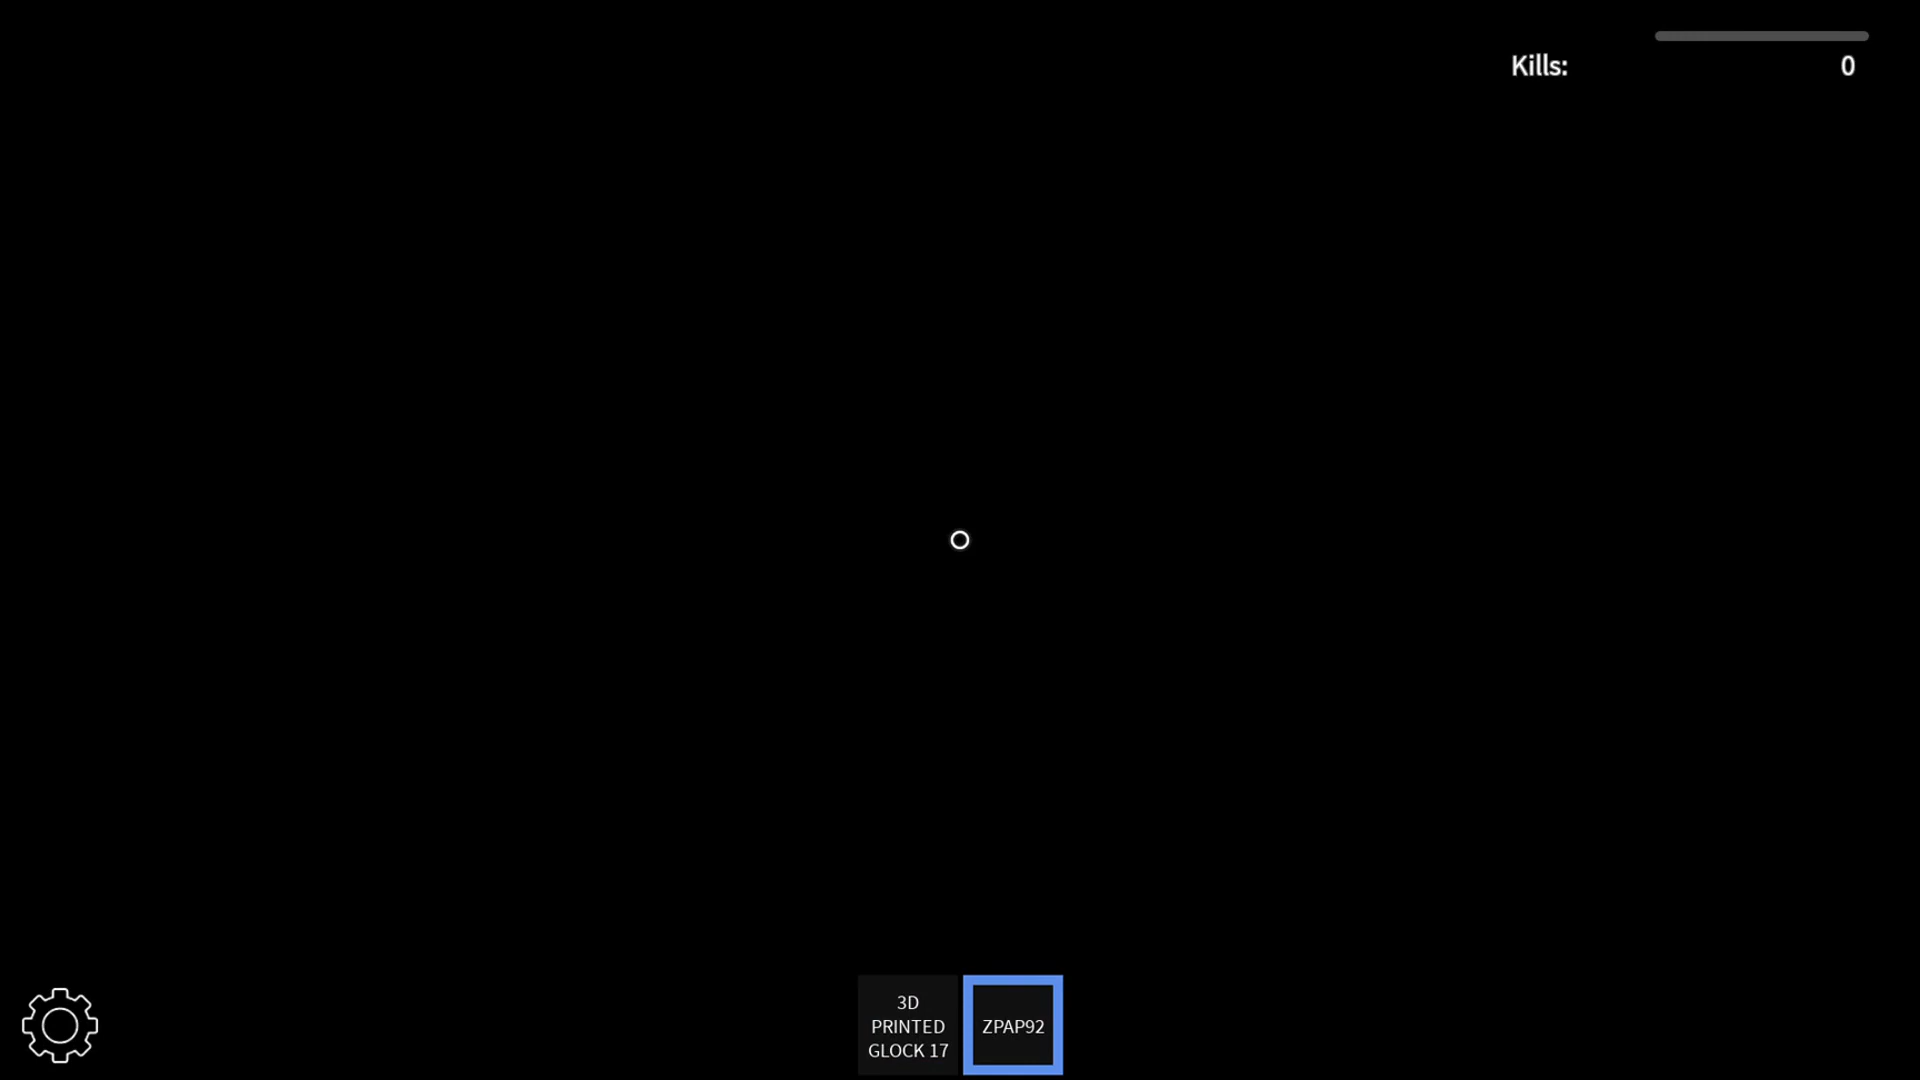 Kills: 0
3D
PRINTED
GLOCK 17
ZPAP92